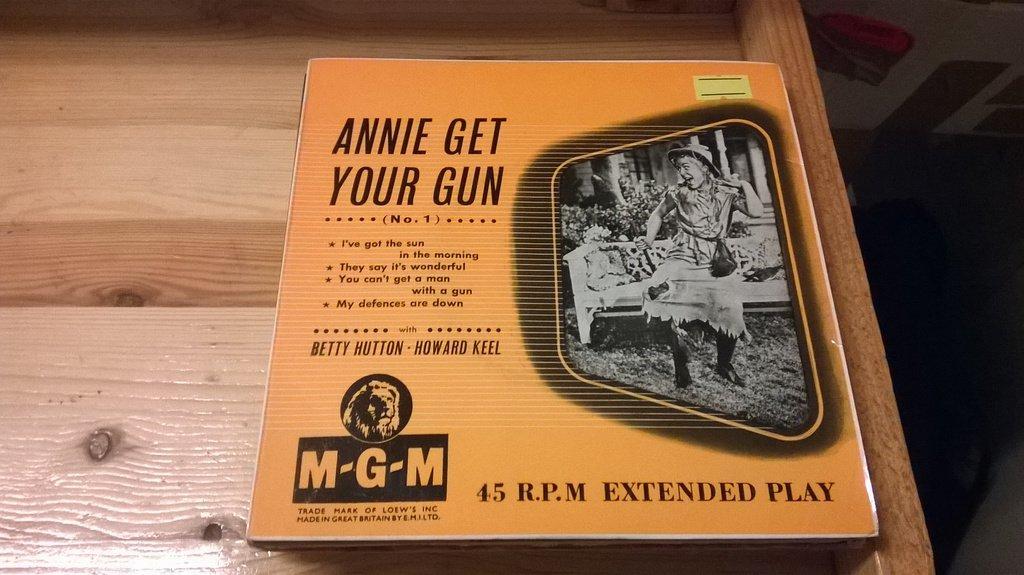 ANNIE GET
YOUR GUN
••••• (No. 1) •••••
★ I've got the sun
in the morning
★ They say it's wonderful
★ You can't get a man
with a gun
★ My defences are down
•••••••• with ••••••••
BETTY HUTTON · HOWARD KEEL
M-G-M
TRADE MARK OF LOEW'S INC
MADE IN GREAT BRITAIN BY E.M.I. LTD.
45 R.P.M EXTENDED PLAY